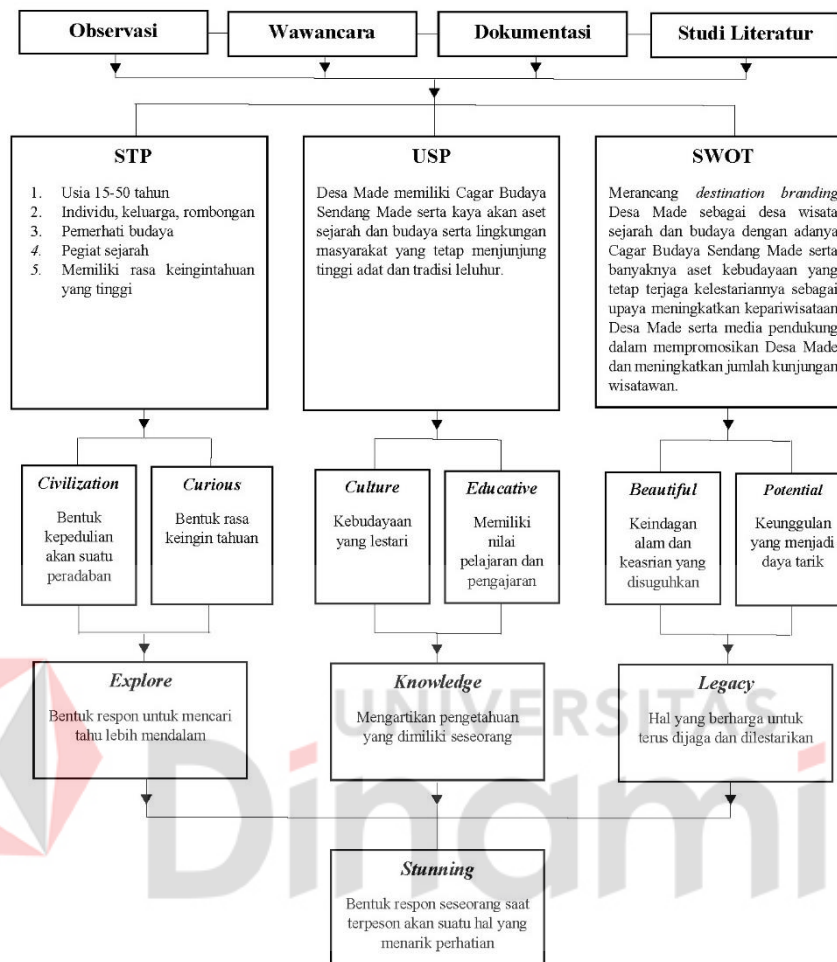 Observasi
Wawancara
Dokumentasi
Studi Literatur
STP
1. Usia 15-50 tahun
2. Individu, keluarga, rombongan
3. Pemerhati budaya
4. Pegiat sejarah
5. Memiliki rasa keingintahuan
yang tinggi
USP
Desa Made memiliki Cagar Budaya
Sendang Made serta kaya akan aset
sejarah dan budaya serta lingkungan
masyarakat yang tetap menjunjung
tinggi adat dan tradisi leluhur.
SWOT
Merancang destination branding
Desa Made sebagai desa wisata
sejarah dan budaya dengan adanya
Cagar Budaya Sendang Made serta
banyaknya aset kebudayaan yang
tetap terjaga kelestariannya sebagai
upaya meningkatkan kepariwisataan
Desa Made serta media pendukung
dalam mempromosikan Desa Made
dan meningkatkan jumlah kunjungan
wisatawan.
Civilization
Bentuk
kepedulian
akan suatu
peradaban
Curious
Bentuk rasa
keingin tahuan
Culture
Kebudayaan
yang lestari
Educative
Memiliki
nilai
pelajaran dan
pengajaran
Beautiful
Keindagan
alam dan
keasrian yang
disuguhkan
Potential
Keunggulan
yang menjadi
daya tarik
Explore
Bentuk respon untuk mencari
tahu lebih mendalam
Knowledge
Mengartikan pengetahuan
yang dimiliki seseorang
Legacy
Hal yang berharga untuk
terus dijaga dan dilestarikan
UNIVERSITAS
Dinami
Stunning
Bentuk respon seseorang saat
terpeson akan suatu hal yang
menarik perhatian